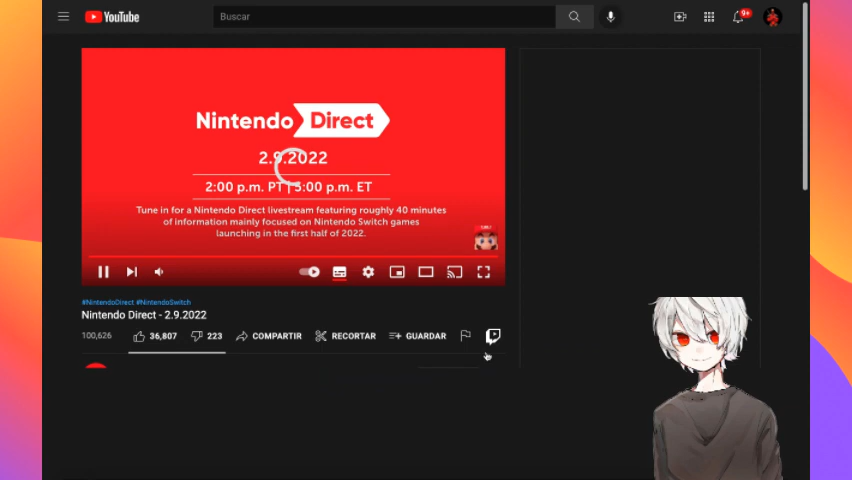 YouTube
Buscar
9+
Nintendo Direct
2.9.2022
2:00 p.m. PT | 5:00 p.m. ET
Tune in for a Nintendo Direct livestream featuring roughly 40 minutes
of information mainly focused on Nintendo Switch games
launching in the first half of 2022.
#NintendoDirect #NintendoSwitch
Nintendo Direct - 2.9.2022
100,626
36,807
223
COMPARTIR
RECORTAR
GUARDAR